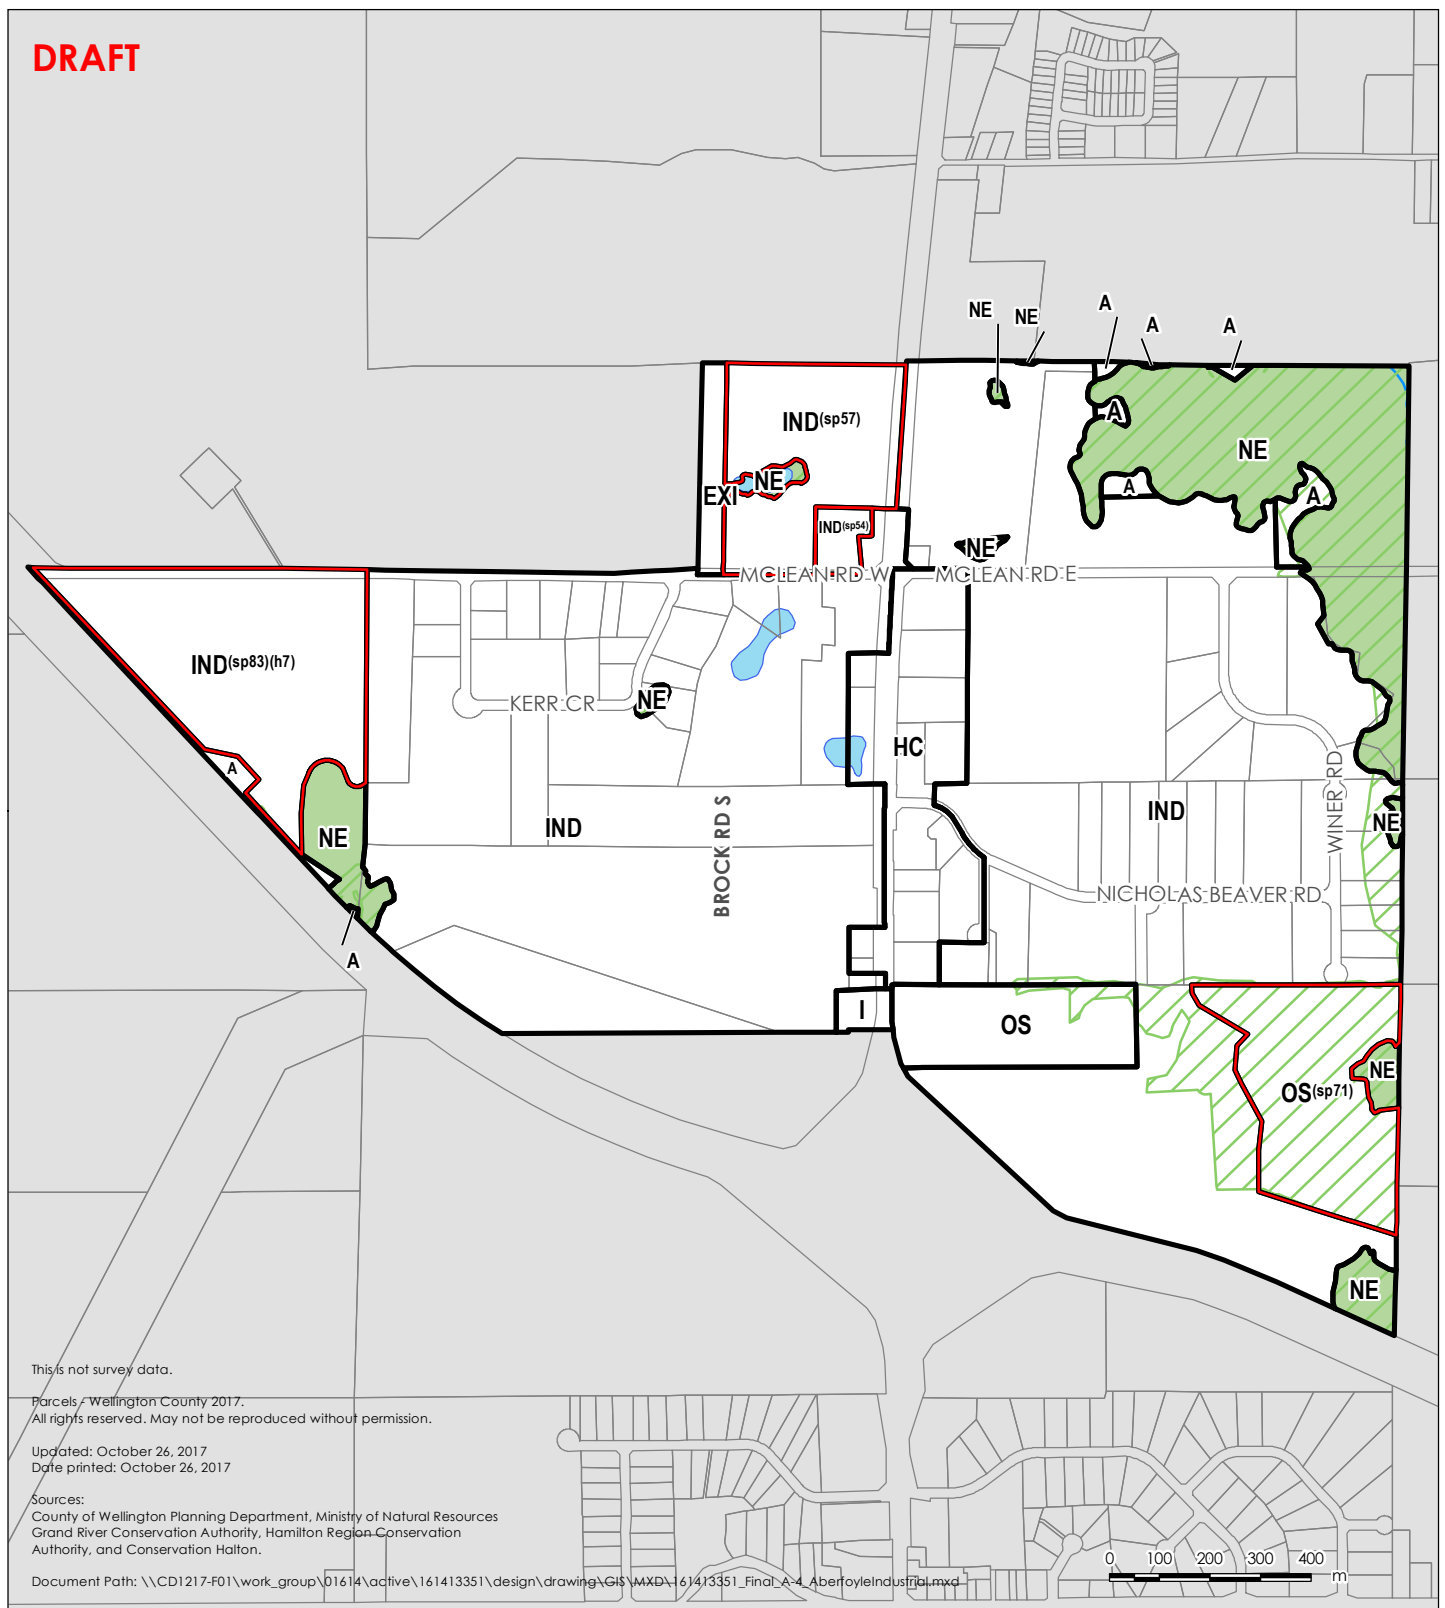 DRAFT
NE
NE
A
A
A
IND(sp57)
A
NE
NE
EXI
A
A
IND(sp54)
NE
MCLEAN RD W
MCLEAN RD E
IND(sp83)(h7)
NE
KERR CR
HC
A
WINER RD
IND
NE
NE
IND
BROCK RD S
NICHOLAS BEAVER RD
A
I
OS
NE
OS(sp71)
NE
This is not survey data.
Parcels - Wellington County 2017.
All rights reserved. May not be reproduced without permission.
Updated: October 26, 2017
Date printed: October 26, 2017
Sources:
County of Wellington Planning Department, Ministry of Natural Resources
Grand River Conservation Authority, Hamilton Region Conservation
Authority, and Conservation Halton.
0 100 200 300 400
m
Document Path: \\CD1217-F01\work_group\01614\active\161413351\design\drawing\GIS\MXD\161413351_Final_A-4_AberfoyleIndustrial.mxd